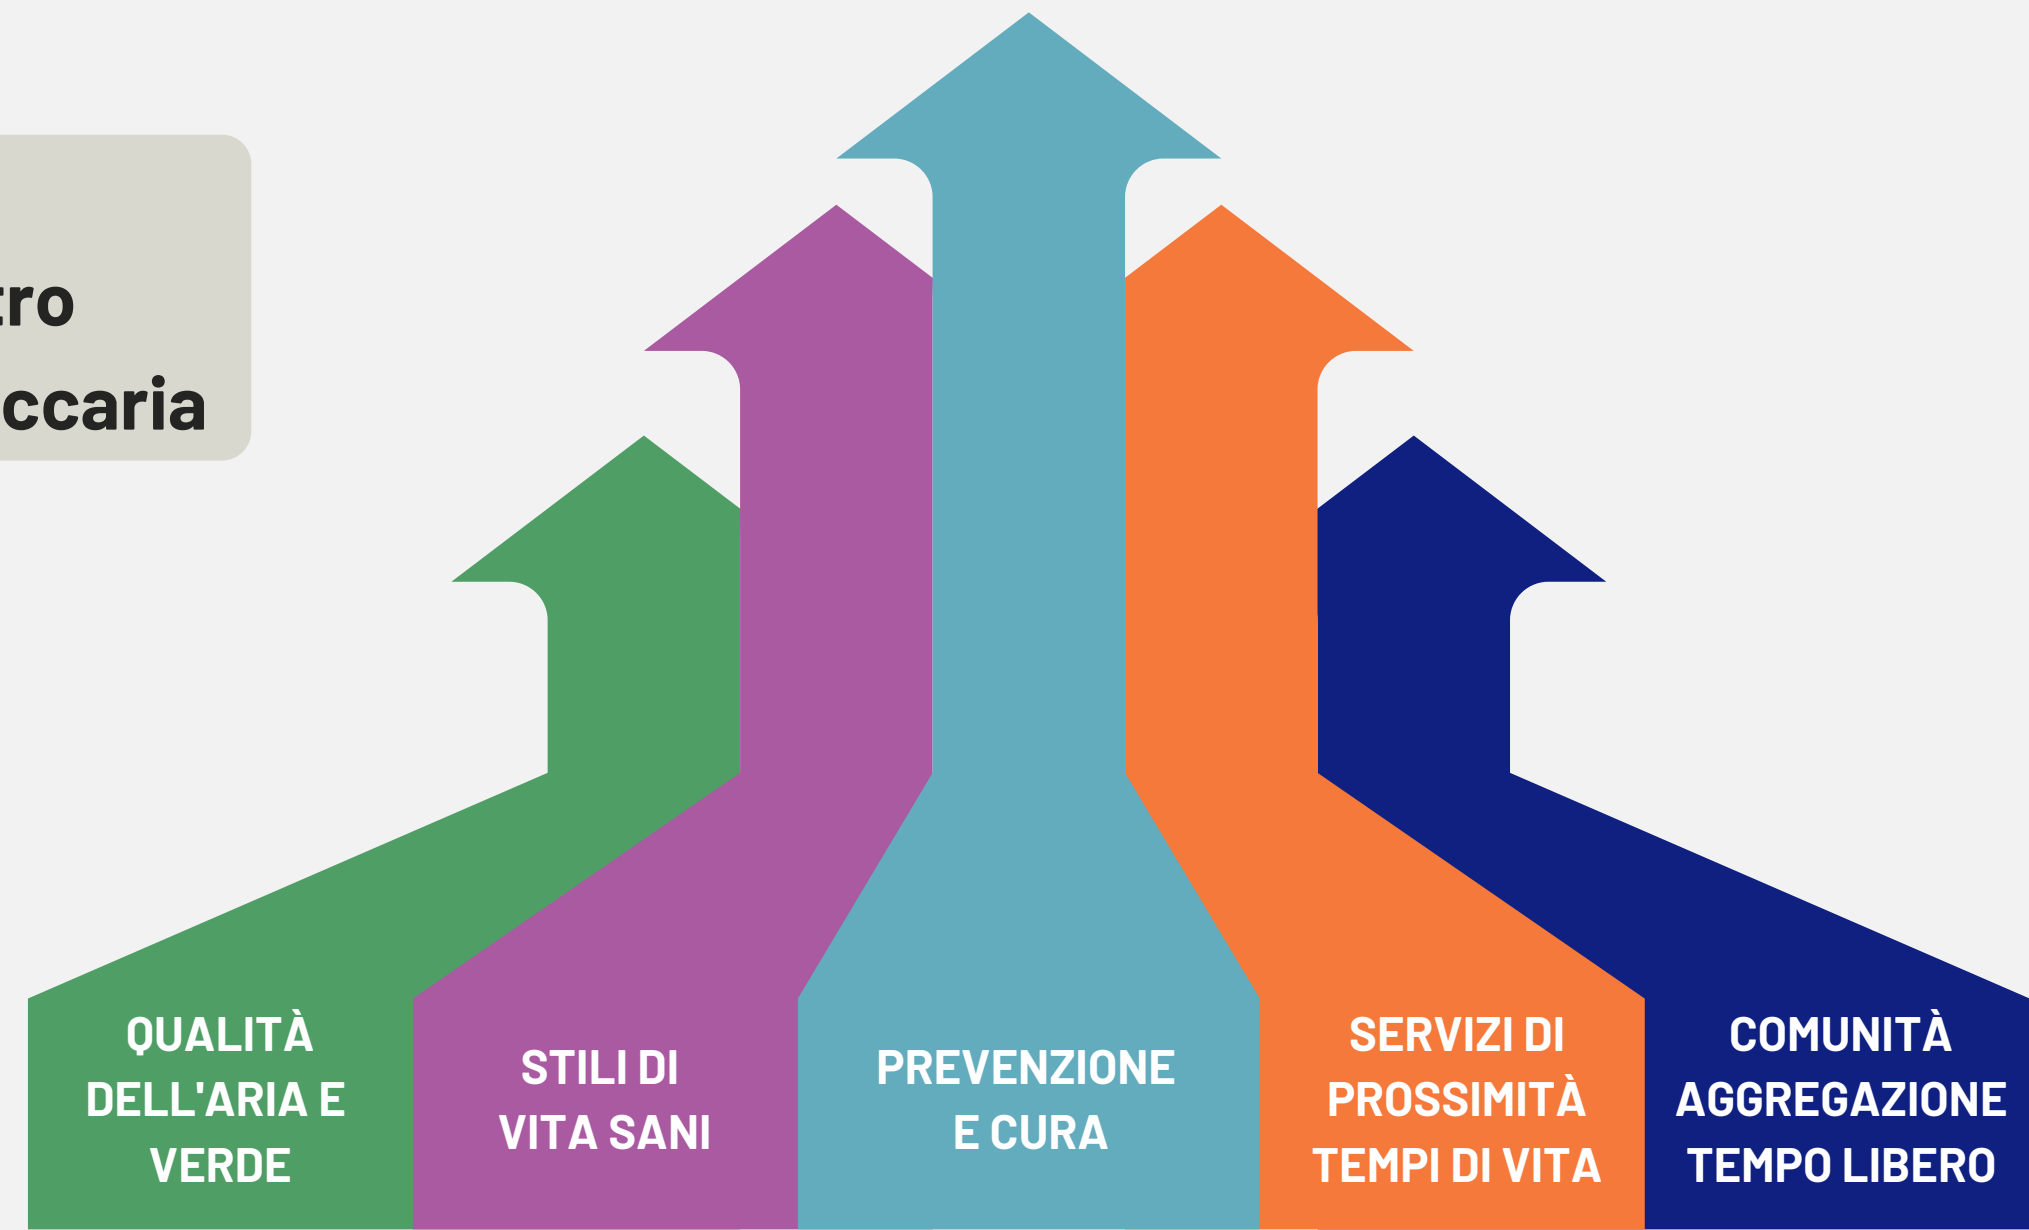 tro
ccaria
QUALITÀ
DELL'ARIA E
VERDE
STILI DI
VITA SANI
PREVENZIONE
E CURA
SERVIZI DI
PROSSIMITÀ
TEMPI DI VITA
COMUNITÀ
AGGREGAZIONE
TEMPO LIBERO